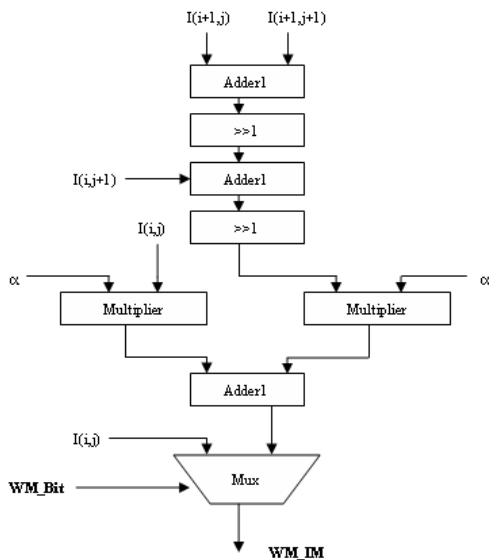 I(i+1,j) I(i+1,j+1)
Adder1
>>1
I(i,j+1) Adder1
>>1
I(i,j)
α α
Multiplier Multiplier
Adder1
I(i,j)
Mux
WM_Bit
WM_IM